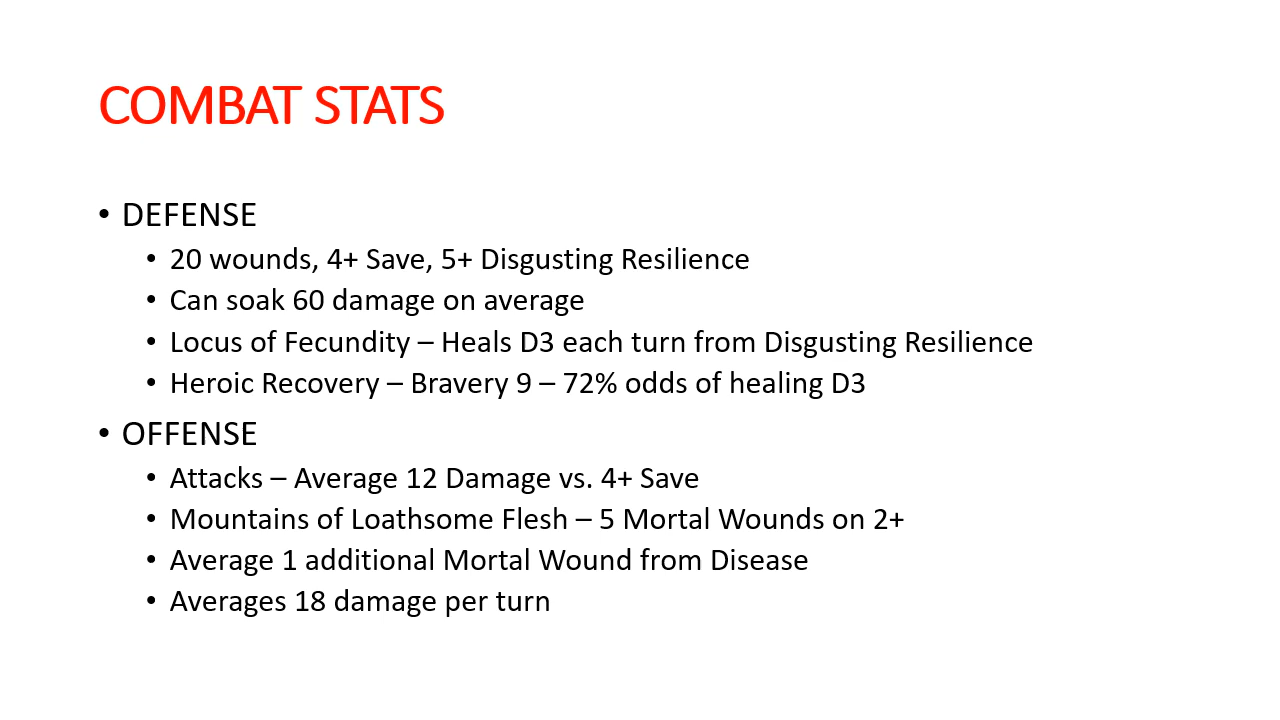 COMBAT STATS
• DEFENSE
• 20 wounds, 4+ Save, 5+ Disgusting Resilience
• Can soak 60 damage on average
• Locus of Fecundity – Heals D3 each turn from Disgusting Resilience
• Heroic Recovery – Bravery 9 – 72% odds of healing D3
• OFFENSE
• Attacks – Average 12 Damage vs. 4+ Save
• Mountains of Loathsome Flesh – 5 Mortal Wounds on 2+
• Average 1 additional Mortal Wound from Disease
• Averages 18 damage per turn